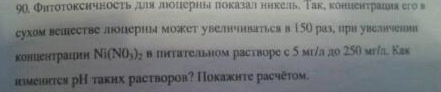 90. Фитотоксичность для люцерны показал никель. Так, концентрация его в
сухом веществе люцерны может увеличиваться в 150 раз, при увеличении
концентрации Ni(NO₃)₂ в питательном растворе с 5 мг/л до 250 мг/л. Как
изменится pH таких растворов? Покажите расчётом.